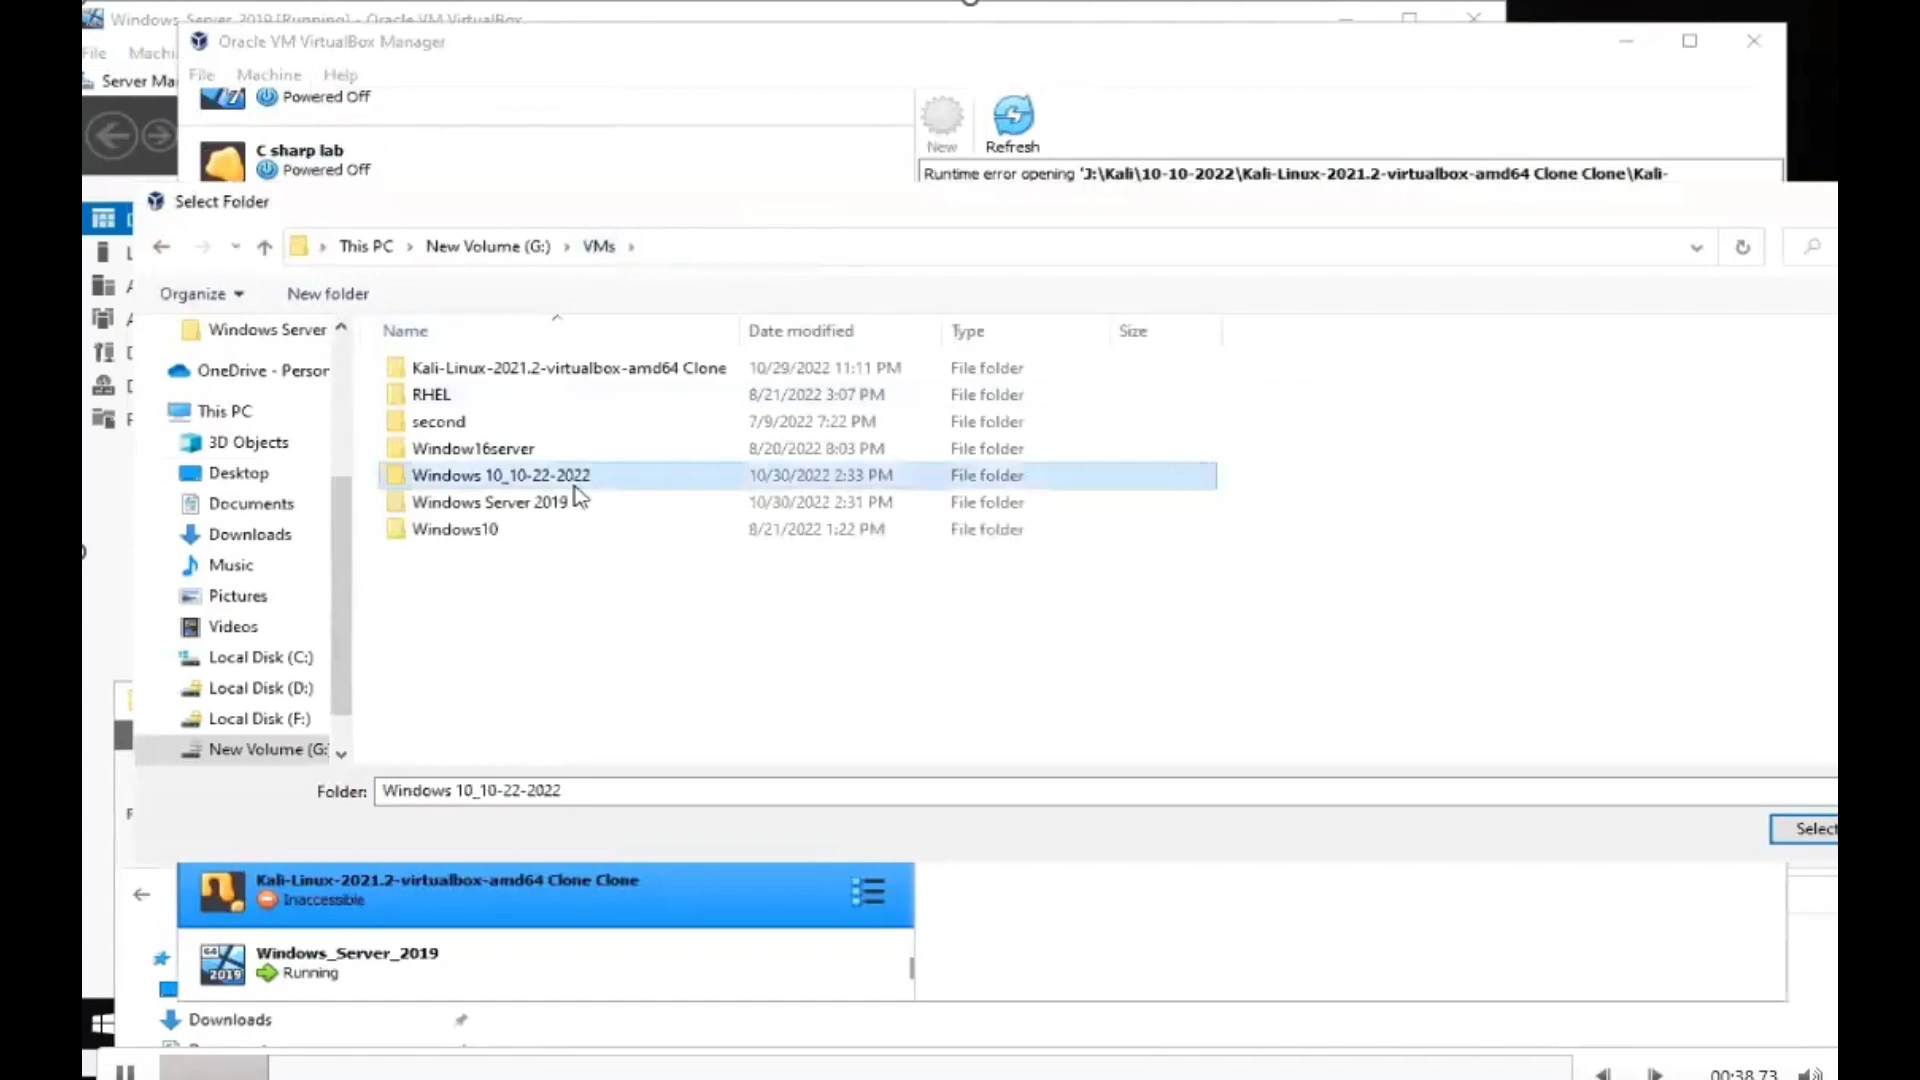 Windows_Server_2019 [Running] - Oracle VM VirtualBox
Oracle VM VirtualBox Manager
File Machi
File Machine Help
Server Ma
Powered Off
C sharp lab
Powered Off
New
Refresh
Runtime error opening 'J:\Kali\10-10-2022\Kali-Linux-2021.2-virtualbox-amd64 Clone Clone\Kali-
Select Folder
This PC > New Volume (G:) > VMs >
Organize
New folder
Name Date modified Type Size
Windows Server
OneDrive - Person
This PC
3D Objects
Desktop
Documents
Downloads
Music
Pictures
Videos
Local Disk (C:)
Local Disk (D:)
Local Disk (F:)
New Volume (G:
Kali-Linux-2021.2-virtualbox-amd64 Clone 10/29/2022 11:11 PM File folder
RHEL 8/21/2022 3:07 PM File folder
second 7/9/2022 7:22 PM File folder
Window16server 8/20/2022 8:03 PM File folder
Windows 10_10-22-2022 10/30/2022 2:33 PM File folder
Windows Server 2019 10/30/2022 2:31 PM File folder
Windows10 8/21/2022 1:22 PM File folder
Folder: Windows 10_10-22-2022
Select
Kali-Linux-2021.2-virtualbox-amd64 Clone Clone
Inaccessible
64
2019
Windows_Server_2019
Running
Downloads
00:38.73